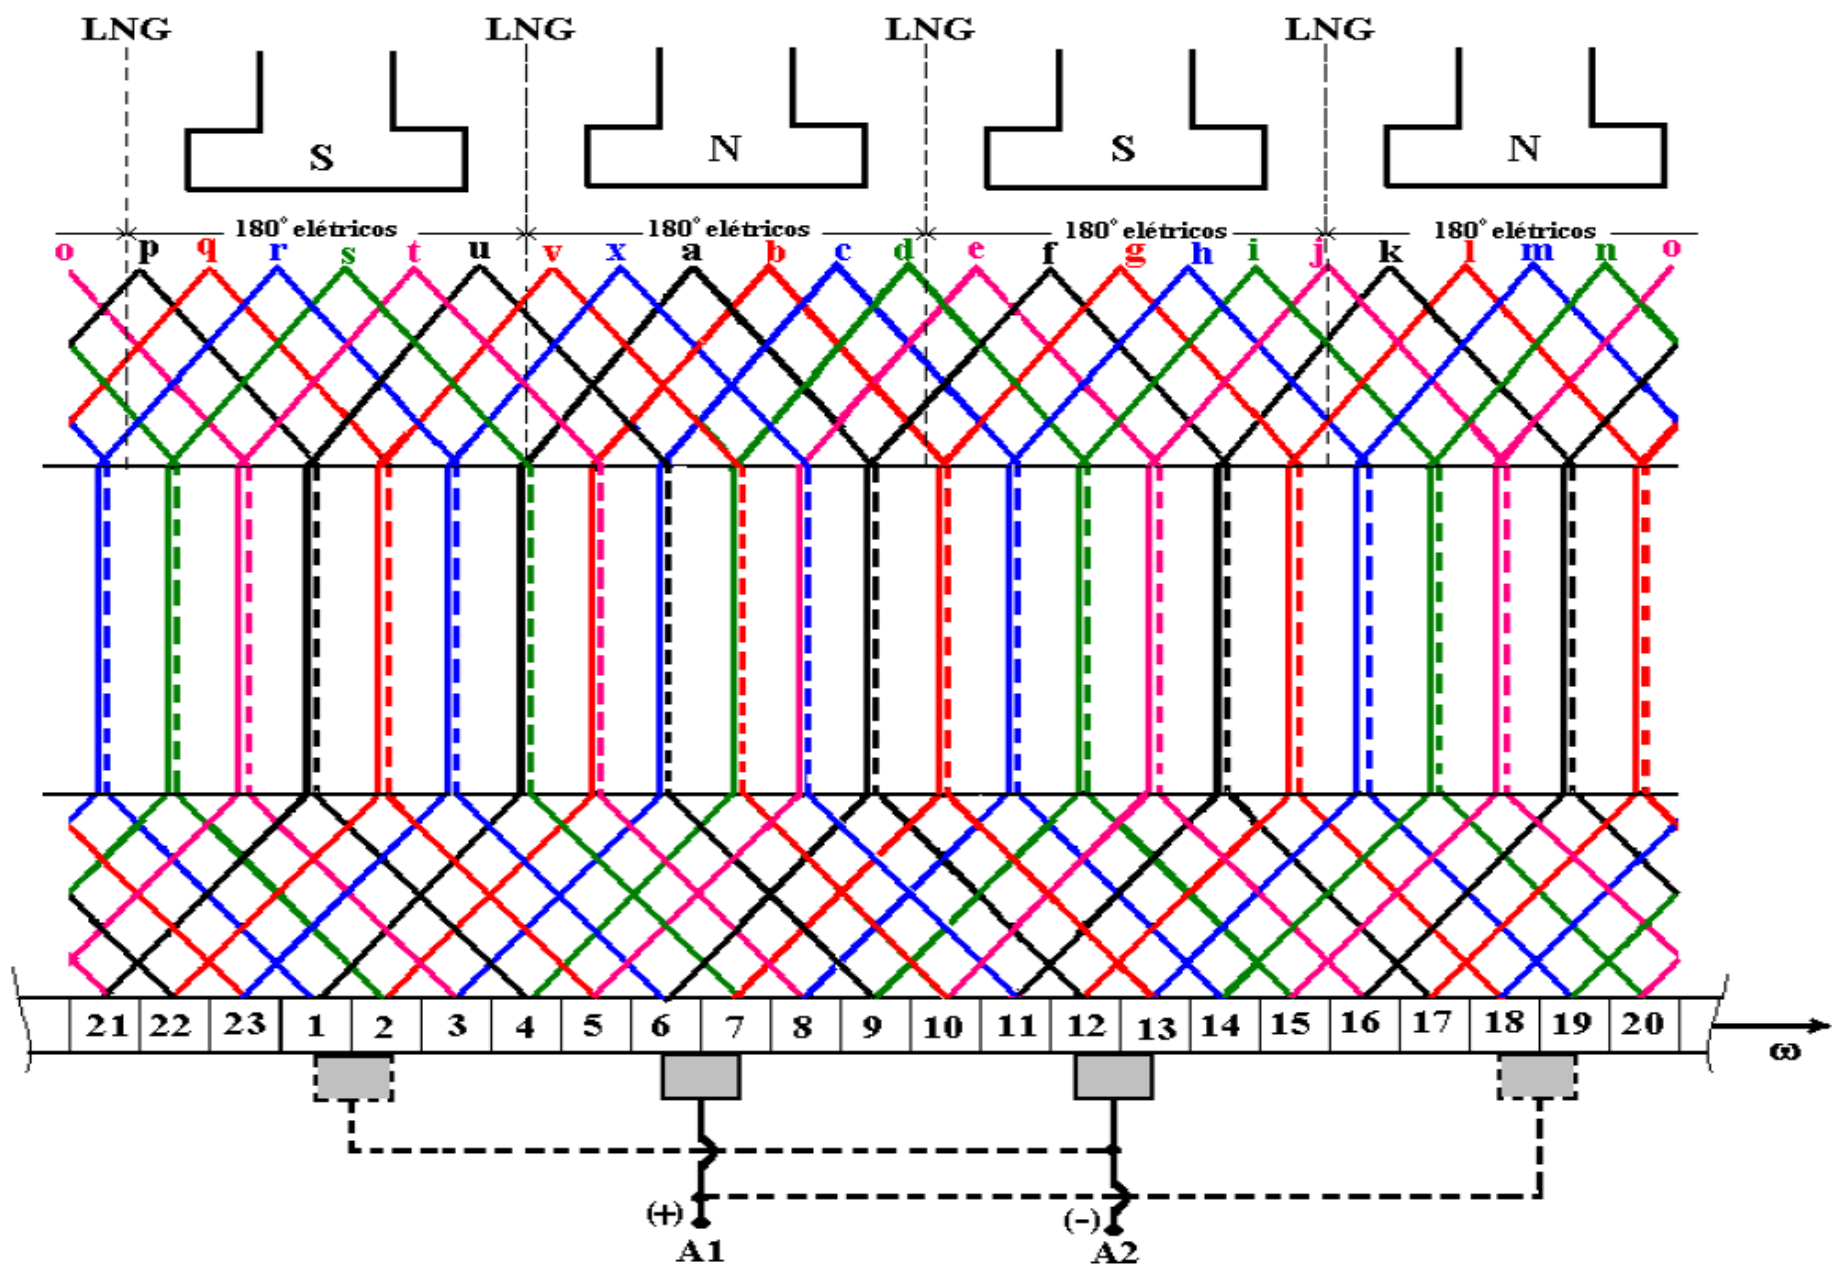 LNG LNG LNG LNG
S N S N
180° elétricos 180° elétricos 180° elétricos 180° elétricos
o p q r s t u v x a b c d e f g h i j k l m n o
21 22 23 1 2 3 4 5 6 7 8 9 10 11 12 13 14 15 16 17 18 19 20
ω
(+) (-)
A1 A2